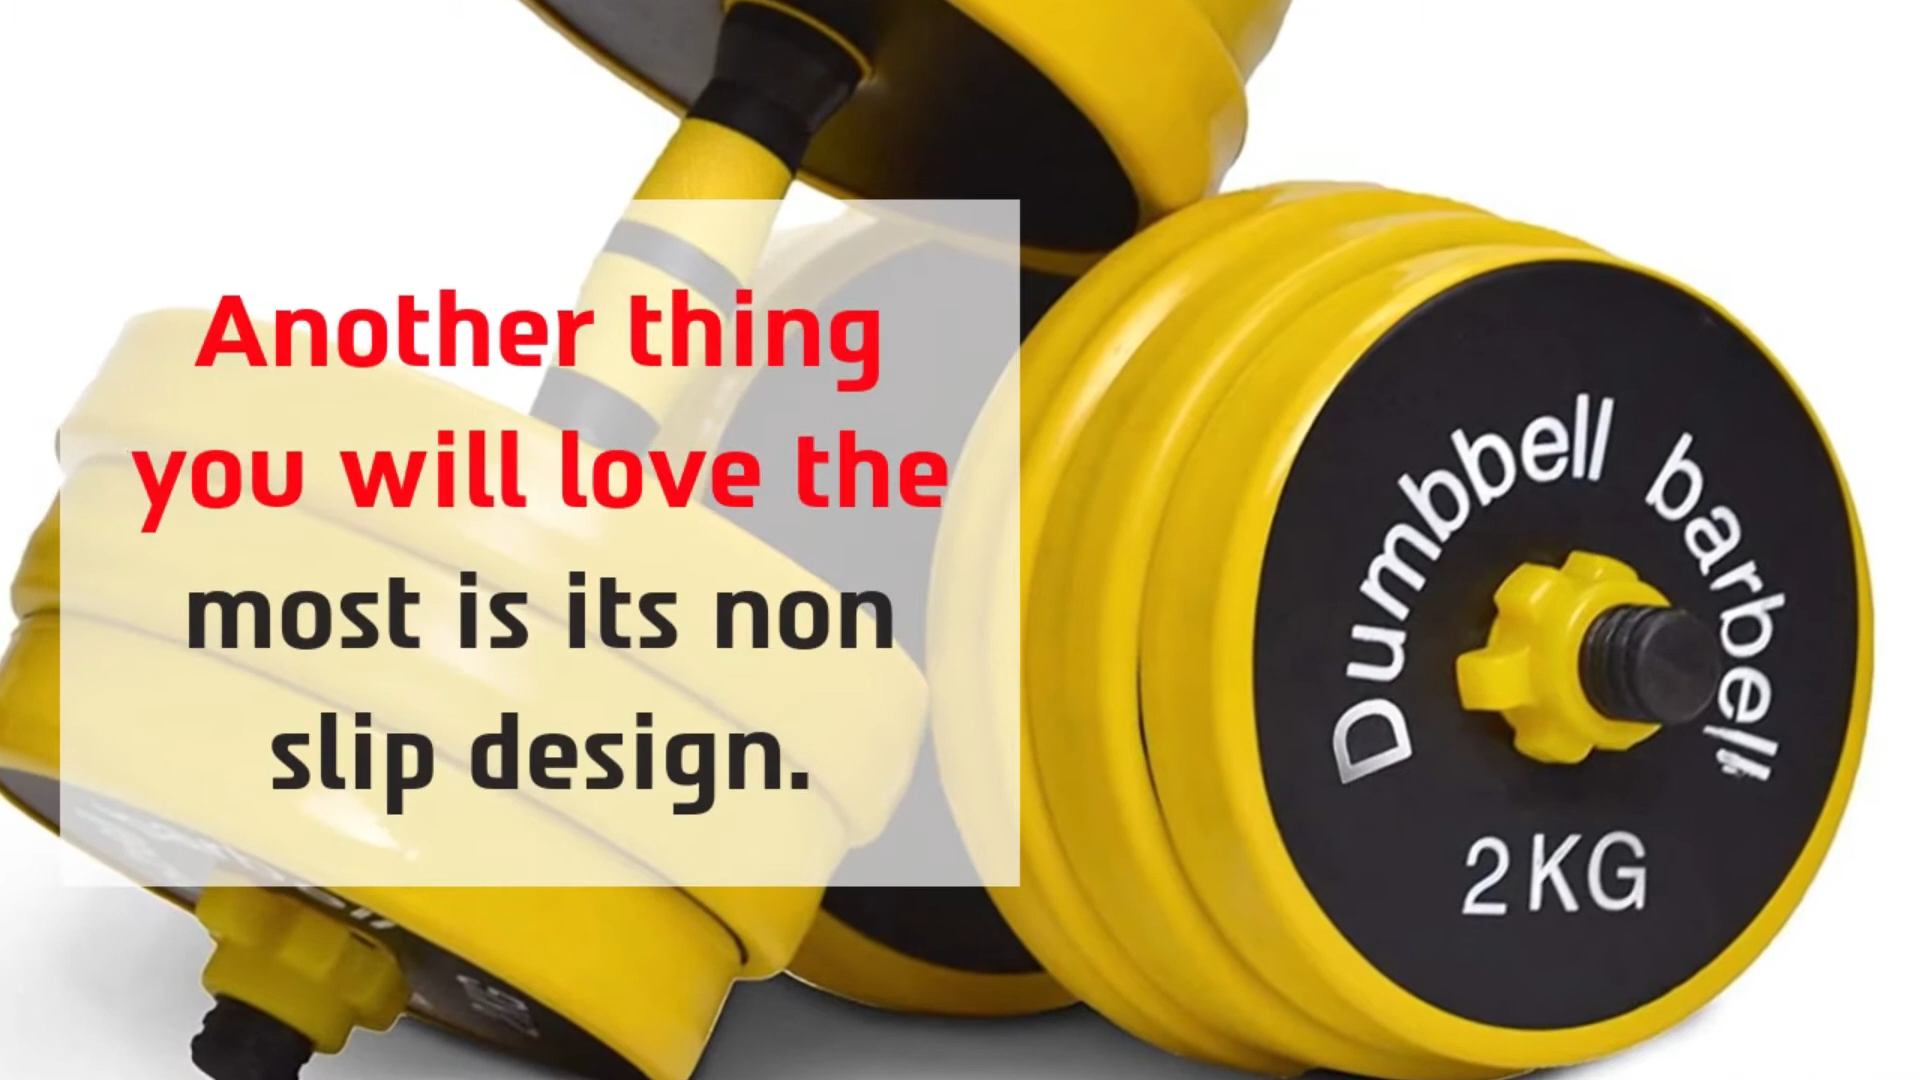 Another thing
you will love the
most is its non
slip design.
Dumbbell barbell
2KG